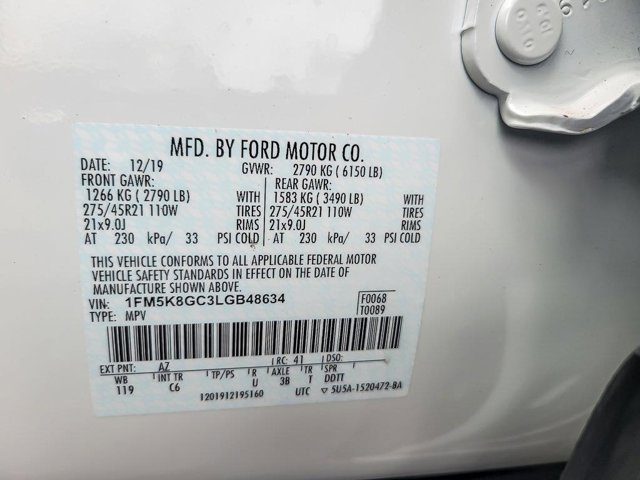 MFD. BY FORD MOTOR CO.
DATE: 12/19 GVWR: 2790 KG ( 6150 LB)
FRONT GAWR: REAR GAWR:
1266 KG ( 2790 LB) WITH 1583 KG ( 3490 LB) WITH
275/45R21 110W TIRES 275/45R21 110W TIRES
21x9.0J RIMS 21x9.0J RIMS
AT 230 kPa/ 33 PSI COLD AT 230 kPa/ 33 PSI COLD
THIS VEHICLE CONFORMS TO ALL APPLICABLE FEDERAL MOTOR
VEHICLE SAFETY STANDARDS IN EFFECT ON THE DATE OF
MANUFACTURE SHOWN ABOVE.
VIN: 1FM5K8GC3LGB48634 F0068
TYPE: MPV T0089
EXT PNT: AZ RC: 41 DSO:
WB INT TR TP/PS R AXLE TR SPR
119 C6 U 3B T DDTT
1201912195160 UTC ▽ 5U5A-1520472-BA